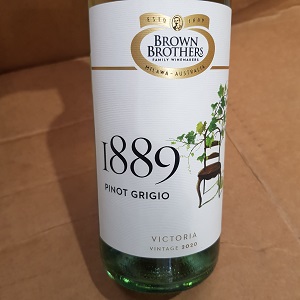 ESTD 1889
BROWN
BROTHERS
FAMILY WINEMAKERS
MILAWA-AUSTRALIA
1889
PINOT GRIGIO
VICTORIA
VINTAGE 2020